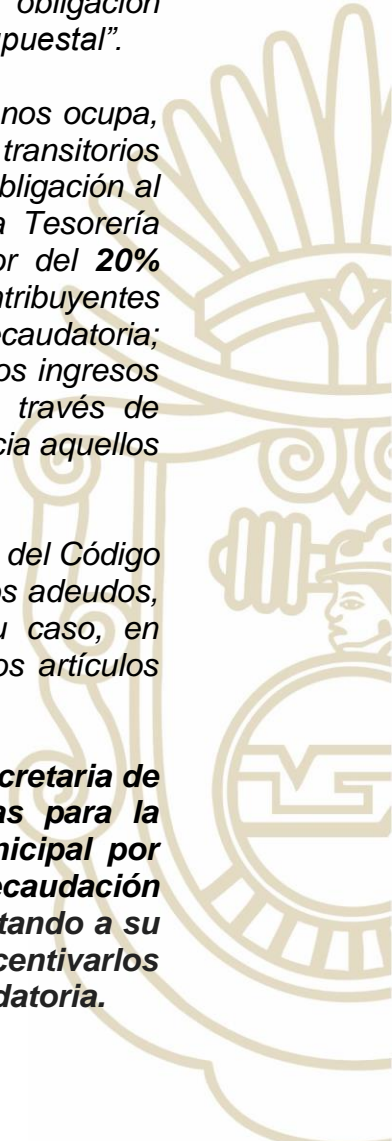 obligación
puestal”.
nos ocupa,
transitorios
bligación al
a Tesorería
or del 20%
ntribuyentes
ecaudatoria;
os ingresos
través de
cia aquellos
del Código
os adeudos,
u caso, en
os artículos
cretaria de
as para la
nicipal por
ecaudación
tando a su
centivarlos
datoria.